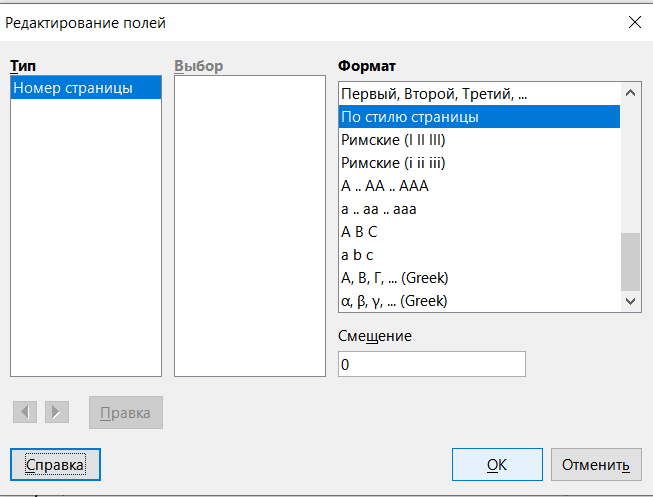 Редактирование полей
Тип
Номер страницы
Выбор
Формат
Первый, Второй, Третий, ...
По стилю страницы
Римские (I II III)
Римские (i ii iii)
A .. AA .. AAA
a .. aa .. aaa
A B C
a b c
Α, Β, Γ, ... (Greek)
α, β, γ, ... (Greek)
Смещение
0
Правка
Справка
OK
Отменить